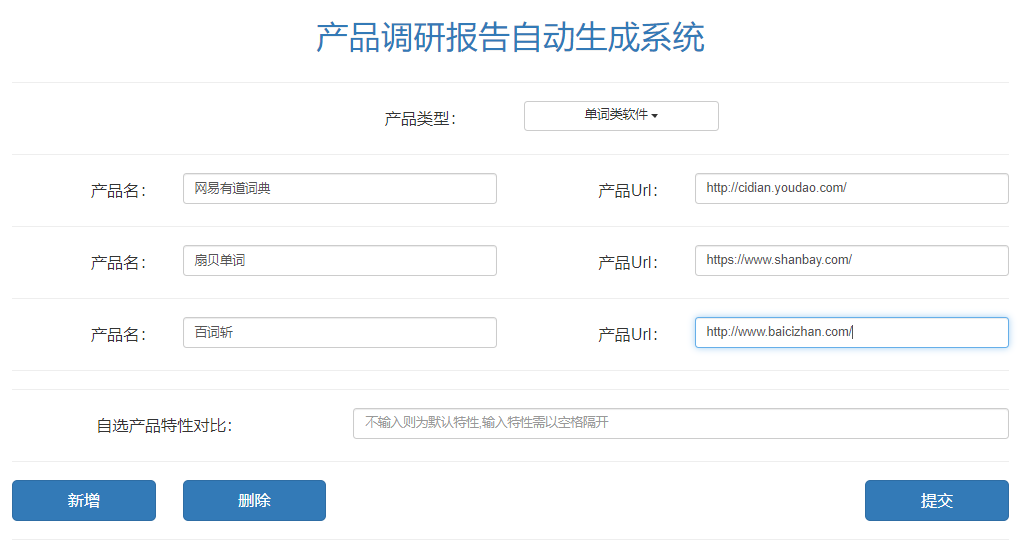 产品调研报告自动生成系统
产品类型：
单词类软件
产品名：
网易有道词典
产品Url：
http://cidian.youdao.com/
产品名：
扇贝单词
产品Url：
https://www.shanbay.com/
产品名：
百词斩
产品Url：
http://www.baicizhan.com/
自选产品特性对比：
不输入则为默认特性,输入特性需以空格隔开
新增
删除
提交